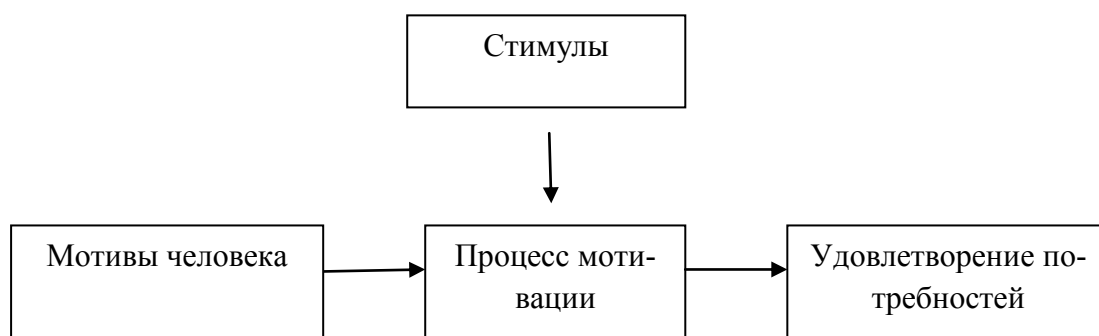 Стимулы
Мотивы человека
Процесс моти-
вации
Удовлетворение по-
требностей